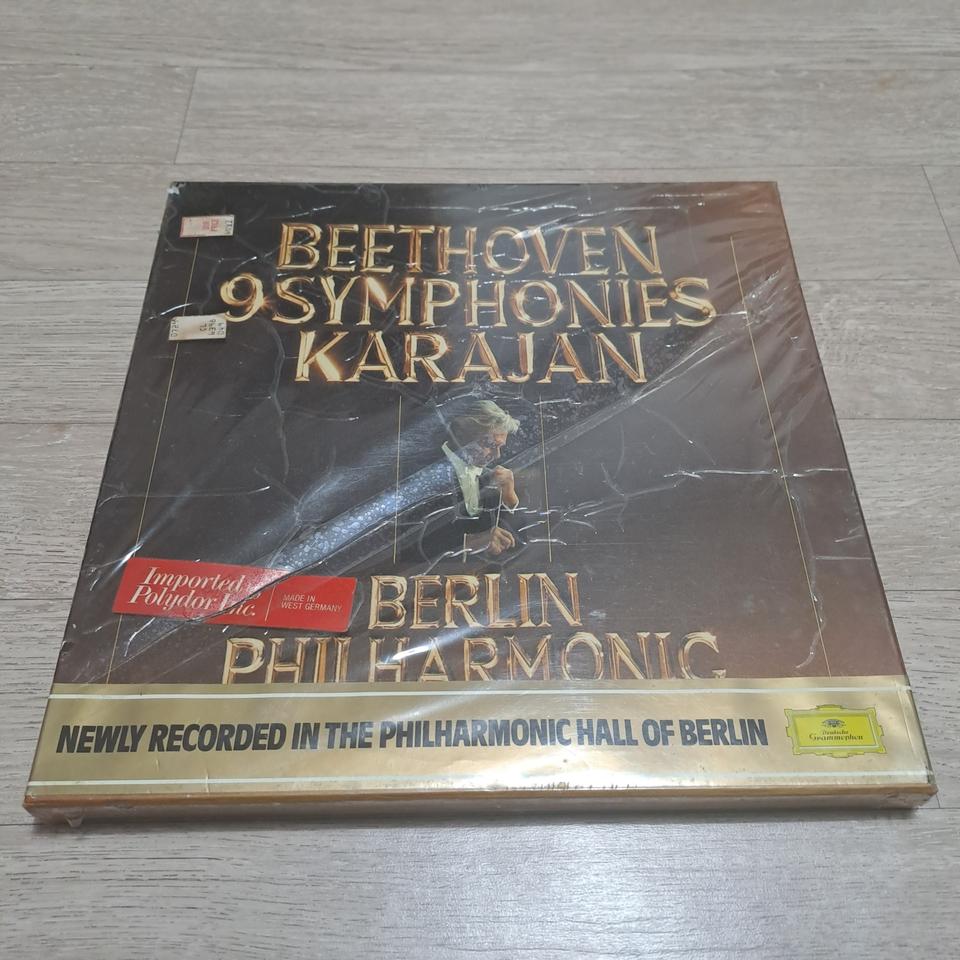 BEETHOVEN
9 SYMPHONIES
KARAJAN
Imported by
Polydor Inc.
MADE IN
WEST GERMANY
BERLIN
PHILHARMONIC
NEWLY RECORDED IN THE PHILHARMONIC HALL OF BERLIN
Deutsche
Grammophon